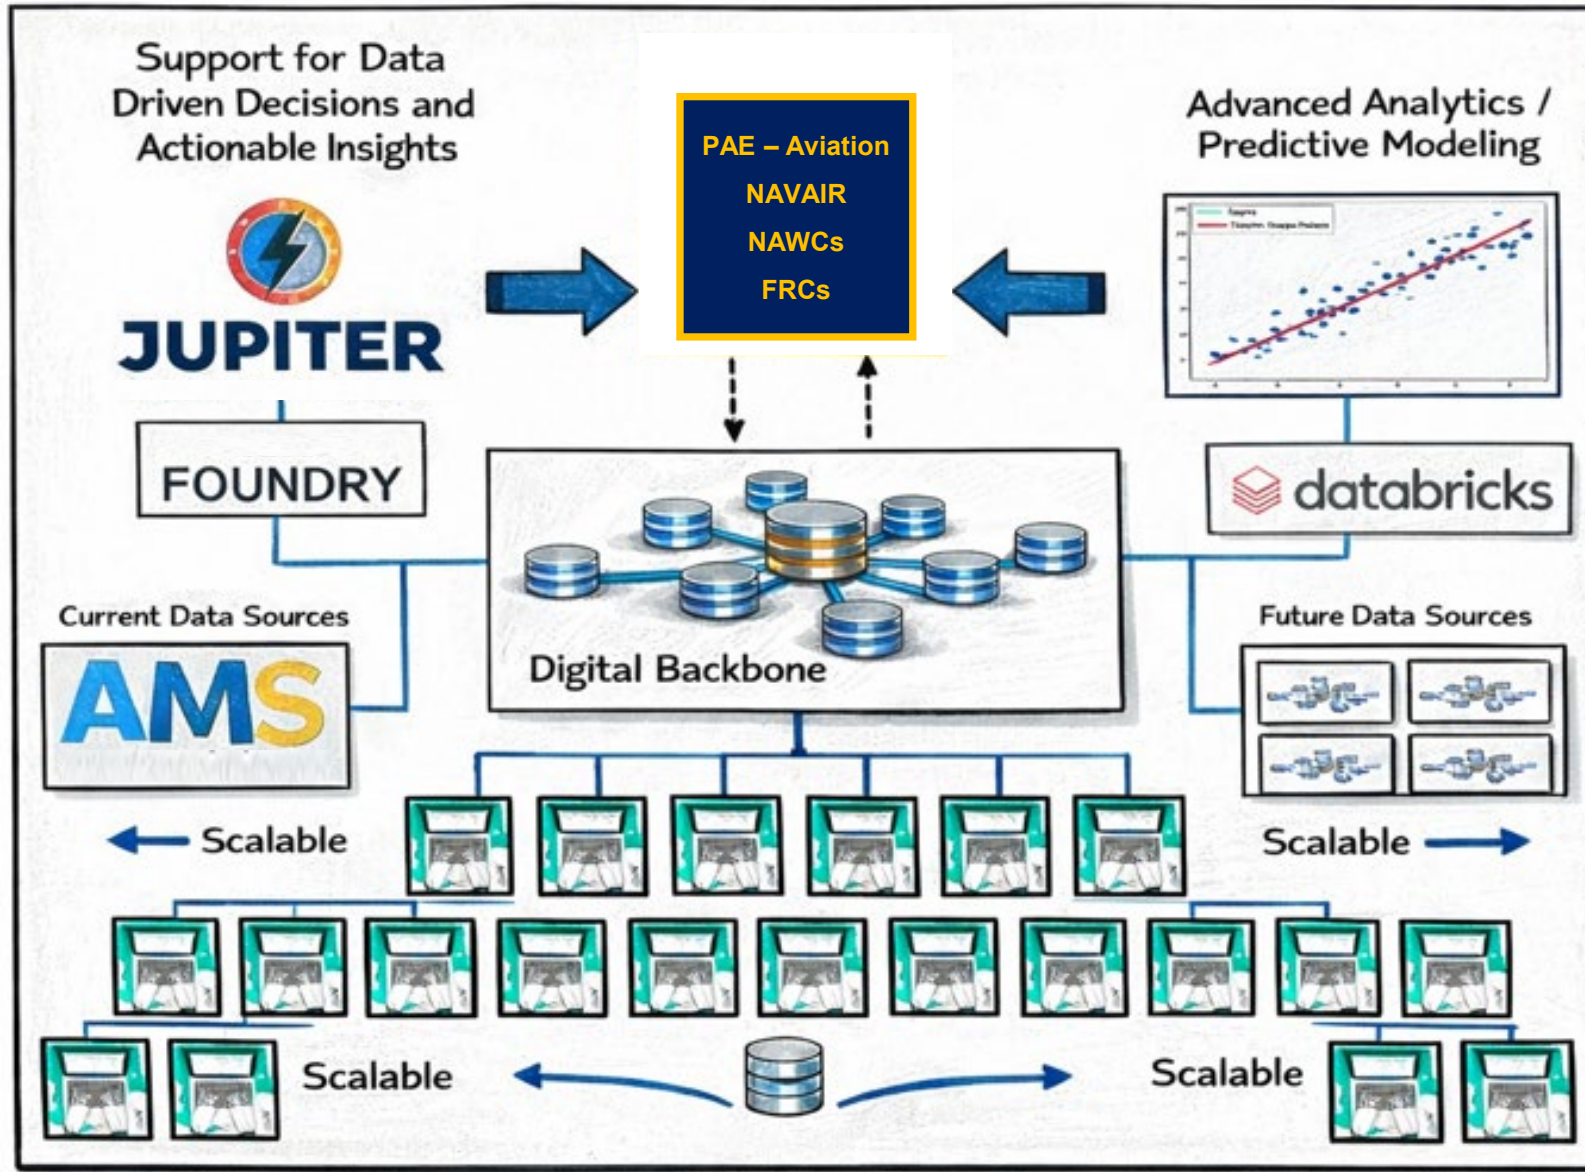 Support for Data
Driven Decisions and
Actionable Insights
JUPITER
FOUNDRY
PAE – Aviation
NAVAIR
NAWCs
FRCs
Advanced Analytics /
Predictive Modeling
databricks
Current Data Sources
AMS
Digital Backbone
Future Data Sources
Scalable
Scalable
Scalable
Scalable